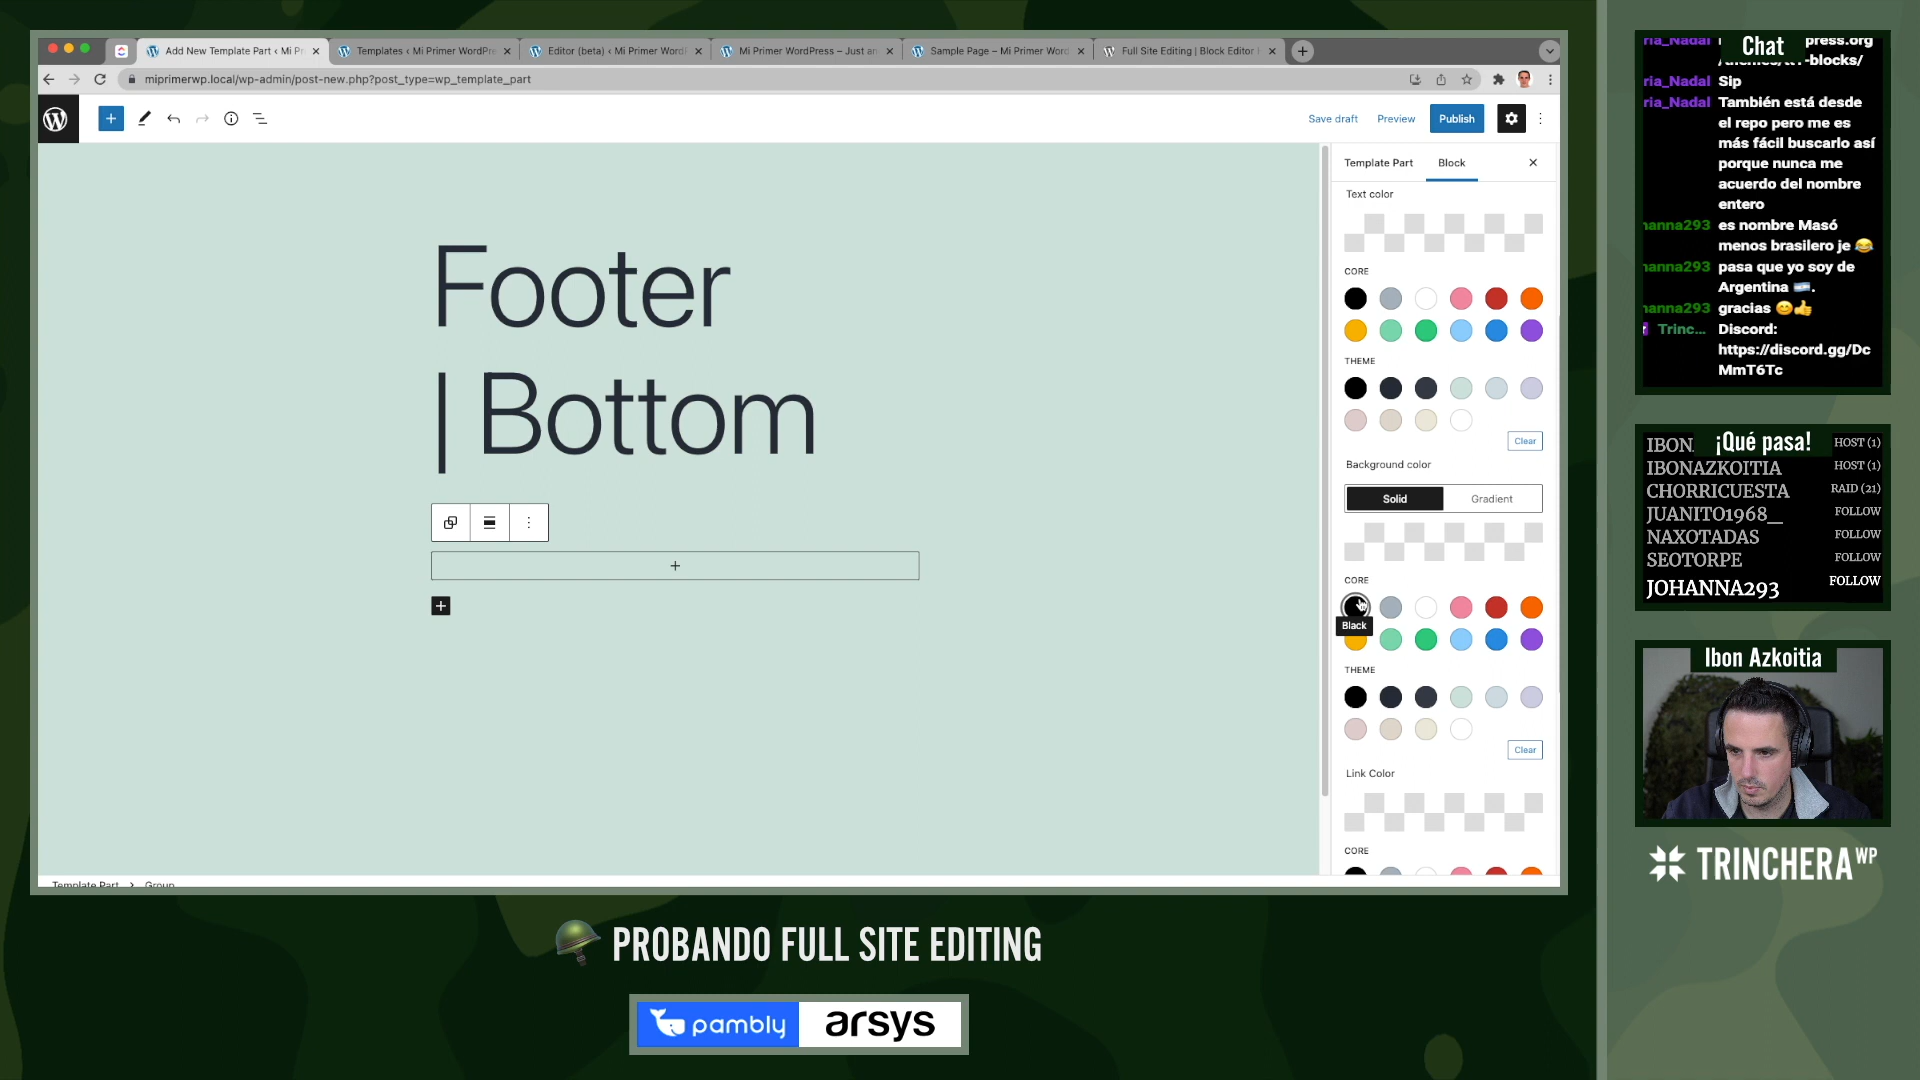 Add New Template Part ‹ Mi Pr
Templates ‹ Mi Primer WordPre
Editor (beta) ‹ Mi Primer WordP
Mi Primer WordPress – Just an
Sample Page – Mi Primer Word
Full Site Editing | Block Editor
miprimerwp.local/wp-admin/post-new.php?post_type=wp_template_part
Save draft
Preview
Publish
Template Part
Block
Text color
CORE
THEME
Clear
Background color
Solid
Gradient
CORE
Black
THEME
Clear
Link Color
CORE
Footer
| Bottom
Template Part
Group
Chat
ria_Nadal
press.org
-blocks/
ria_Nadal Sip
ria_Nadal También está desde
el repo pero me es
más fácil buscarlo así
porque nunca me
acuerdo del nombre
entero
hanna293 es nombre Masó
menos brasilero je 😂
hanna293 pasa que yo soy de
Argentina 🇦🇷.
hanna293 gracias 😊👍
Trinc... Discord:
https://discord.gg/Dc
MmT6Tc
¡Qué pasa!
IBON HOST (1)
IBONAZKOITIA HOST (1)
CHORRICUESTA RAID (21)
JUANITO1968_ FOLLOW
NAXOTADAS FOLLOW
SEOTORPE FOLLOW
JOHANNA293 FOLLOW
Ibon Azkoitia
TRINCHERA WP
PROBANDO FULL SITE EDITING
pambly
arsys